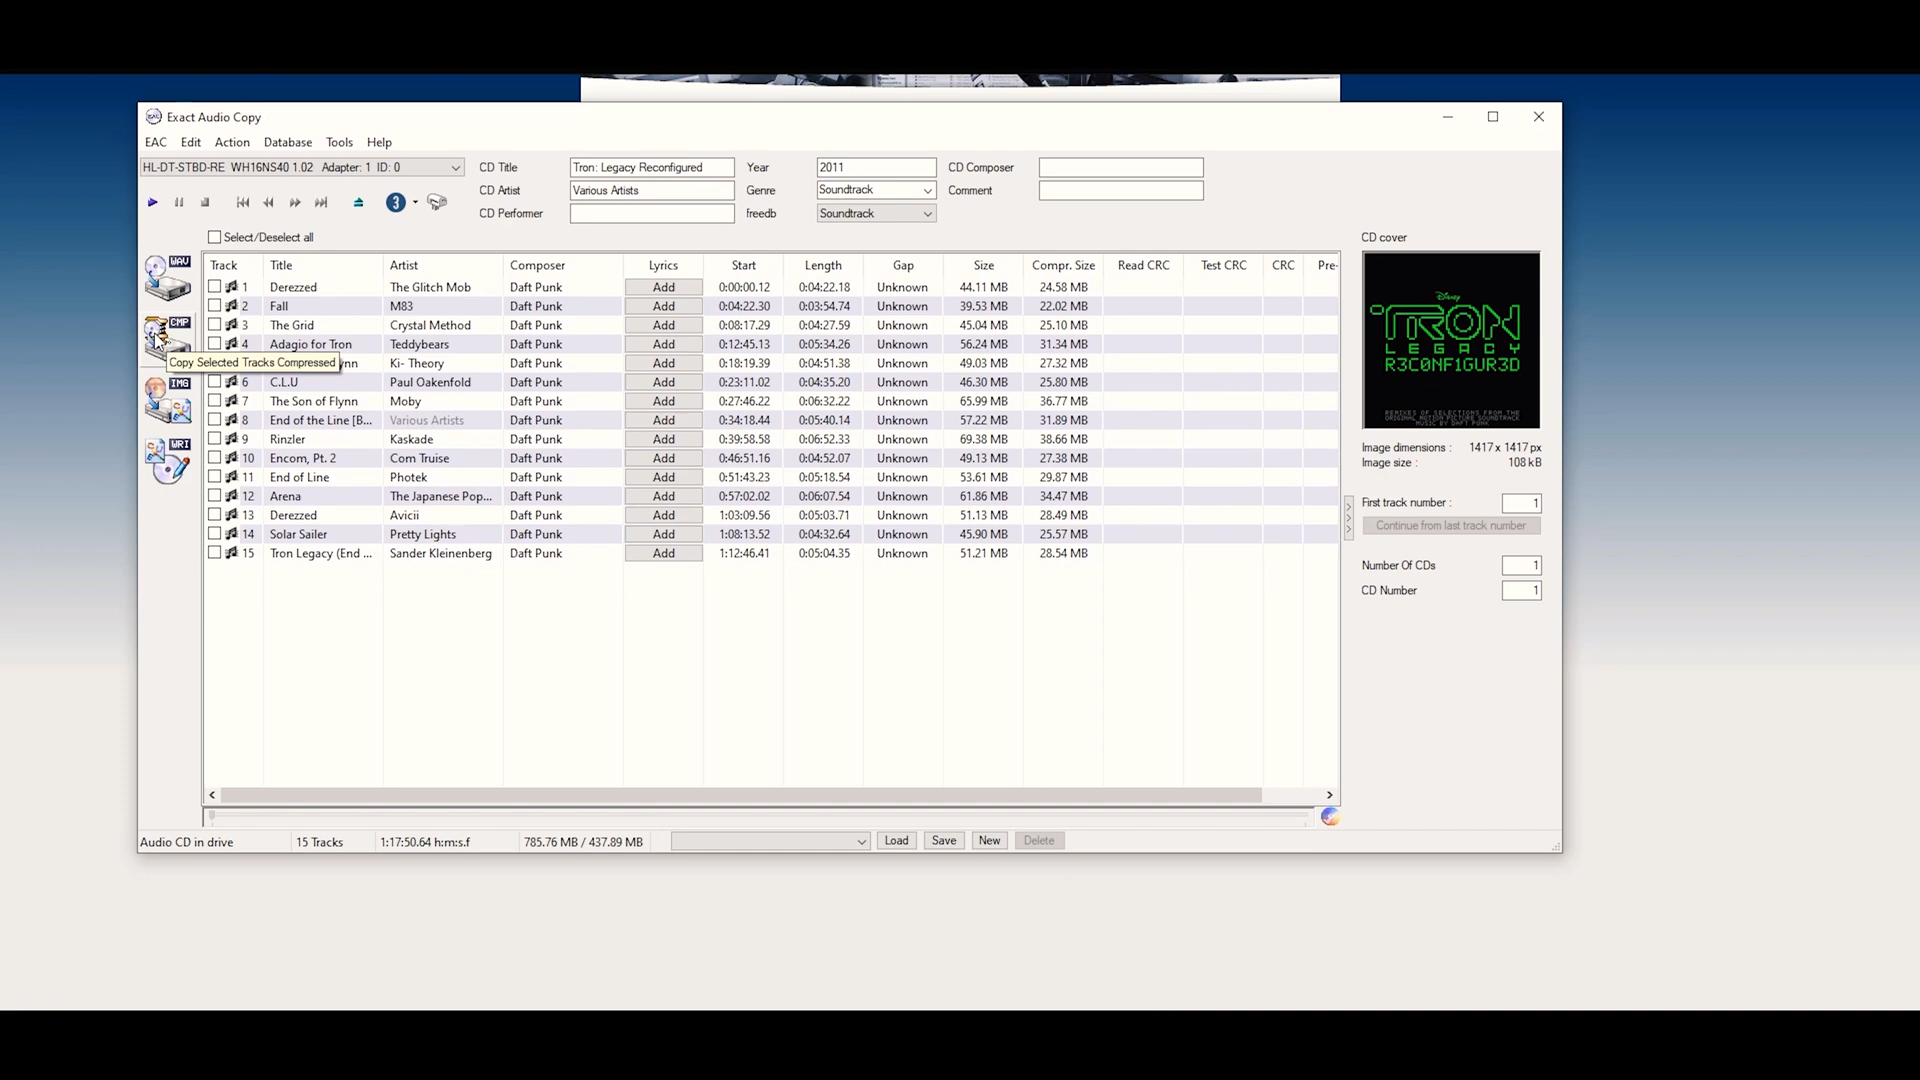 Exact Audio Copy
EAC Edit Action Database Tools Help
HL-DT-STBD-RE WH16NS40 1.02 Adapter: 1 ID: 0
CD Title Tron: Legacy Reconfigured Year 2011 CD Composer
CD Artist Various Artists Genre Soundtrack Comment
3
CD Performer freedb Soundtrack
Select/Deselect all CD cover
WAV
CMP
IMG
WRI
Track Title Artist Composer Lyrics Start Length Gap Size Compr. Size Read CRC Test CRC CRC Pre-
1 Derezzed The Glitch Mob Daft Punk Add 0:00:00.12 0:04:22.18 Unknown 44.11 MB 24.58 MB
2 Fall M83 Daft Punk Add 0:04:22.30 0:03:54.74 Unknown 39.53 MB 22.02 MB
3 The Grid Crystal Method Daft Punk Add 0:08:17.29 0:04:27.59 Unknown 45.04 MB 25.10 MB
4 Adagio for Tron Teddybears Daft Punk Add 0:12:45.13 0:05:34.26 Unknown 56.24 MB 31.34 MB
Copy Selected Tracks Compressed
nn Ki- Theory Daft Punk Add 0:18:19.39 0:04:51.38 Unknown 49.03 MB 27.32 MB
6 C.L.U Paul Oakenfold Daft Punk Add 0:23:11.02 0:04:35.20 Unknown 46.30 MB 25.80 MB
7 The Son of Flynn Moby Daft Punk Add 0:27:46.22 0:06:32.22 Unknown 65.99 MB 36.77 MB
8 End of the Line [B... Various Artists Daft Punk Add 0:34:18.44 0:05:40.14 Unknown 57.22 MB 31.89 MB
9 Rinzler Kaskade Daft Punk Add 0:39:58.58 0:06:52.33 Unknown 69.38 MB 38.66 MB
10 Encom, Pt. 2 Com Truise Daft Punk Add 0:46:51.16 0:04:52.07 Unknown 49.13 MB 27.38 MB
11 End of Line Photek Daft Punk Add 0:51:43.23 0:05:18.54 Unknown 53.61 MB 29.87 MB
12 Arena The Japanese Pop... Daft Punk Add 0:57:02.02 0:06:07.54 Unknown 61.86 MB 34.47 MB
13 Derezzed Avicii Daft Punk Add 1:03:09.56 0:05:03.71 Unknown 51.13 MB 28.49 MB
14 Solar Sailer Pretty Lights Daft Punk Add 1:08:13.52 0:04:32.64 Unknown 45.90 MB 25.57 MB
15 Tron Legacy (End ... Sander Kleinenberg Daft Punk Add 1:12:46.41 0:05:04.35 Unknown 51.21 MB 28.54 MB
Disney
TRON
LEGACY
R3C0NF1GUR3D
REMIXES OF SELECTIONS FROM THE
ORIGINAL MOTION PICTURE SOUNDTRACK
MUSIC BY DAFT PUNK
Image dimensions : 1417 x 1417 px
Image size : 108 kB
First track number : 1
Continue from last track number
Number Of CDs 1
CD Number 1
Audio CD in drive 15 Tracks 1:17:50.64 h:m:s.f 785.76 MB / 437.89 MB Load Save New Delete